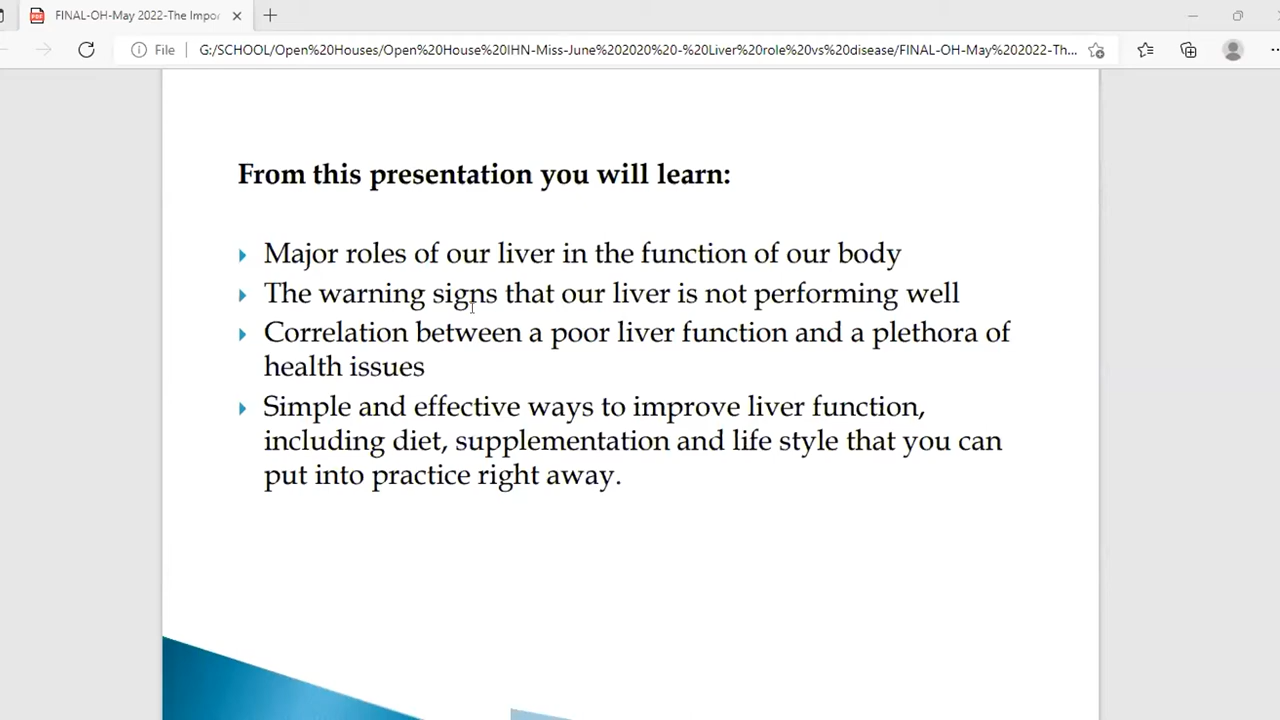 FINAL-OH-May 2022-The Impo
File
G:/SCHOOL/Open%20Houses/Open%20House%20IHN-Miss-June%202020%20-%20Liver%20role%20vs%20disease/FINAL-OH-May%202022-Th...
From this presentation you will learn:
Major roles of our liver in the function of our body
The warning signs that our liver is not performing well
Correlation between a poor liver function and a plethora of
health issues
Simple and effective ways to improve liver function,
including diet, supplementation and life style that you can
put into practice right away.